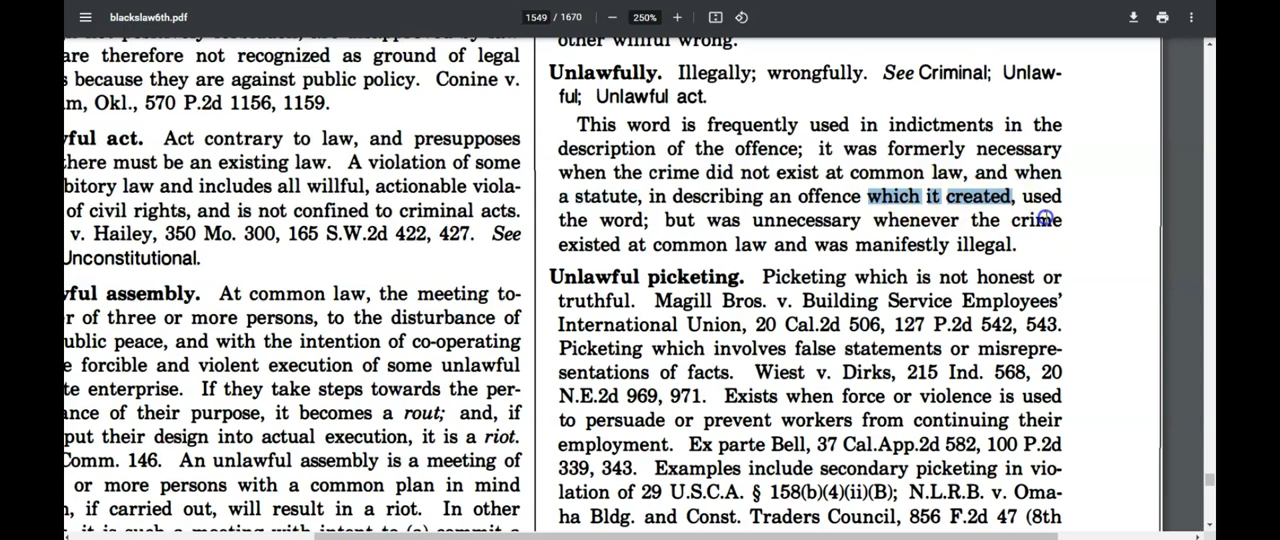 blackslaw6th.pdf
1549 / 1670
250%
are therefore not recognized as ground of legal
s because they are against public policy. Conine v.
m, Okl., 570 P.2d 1156, 1159.
ful act. Act contrary to law, and presupposes
there must be an existing law. A violation of some
bitory law and includes all willful, actionable viola-
of civil rights, and is not confined to criminal acts.
v. Hailey, 350 Mo. 300, 165 S.W.2d 422, 427. See
Unconstitutional.
ful assembly. At common law, the meeting to-
r of three or more persons, to the disturbance of
ublic peace, and with the intention of co-operating
e forcible and violent execution of some unlawful
te enterprise. If they take steps towards the per-
ance of their purpose, it becomes a rout; and, if
put their design into actual execution, it is a riot.
Comm. 146. An unlawful assembly is a meeting of
or more persons with a common plan in mind
n, if carried out, will result in a riot. In other
it is such a meeting with intent to (a) commit a
other willful wrong.
Unlawfully. Illegally; wrongfully. See Criminal; Unlaw-
ful; Unlawful act.
This word is frequently used in indictments in the
description of the offence; it was formerly necessary
when the crime did not exist at common law, and when
a statute, in describing an offence which it created, used
the word; but was unnecessary whenever the crime
existed at common law and was manifestly illegal.
Unlawful picketing. Picketing which is not honest or
truthful. Magill Bros. v. Building Service Employees'
International Union, 20 Cal.2d 506, 127 P.2d 542, 543.
Picketing which involves false statements or misrepre-
sentations of facts. Wiest v. Dirks, 215 Ind. 568, 20
N.E.2d 969, 971. Exists when force or violence is used
to persuade or prevent workers from continuing their
employment. Ex parte Bell, 37 Cal.App.2d 582, 100 P.2d
339, 343. Examples include secondary picketing in vio-
lation of 29 U.S.C.A. § 158(b)(4)(ii)(B); N.L.R.B. v. Oma-
ha Bldg. and Const. Traders Council, 856 F.2d 47 (8th